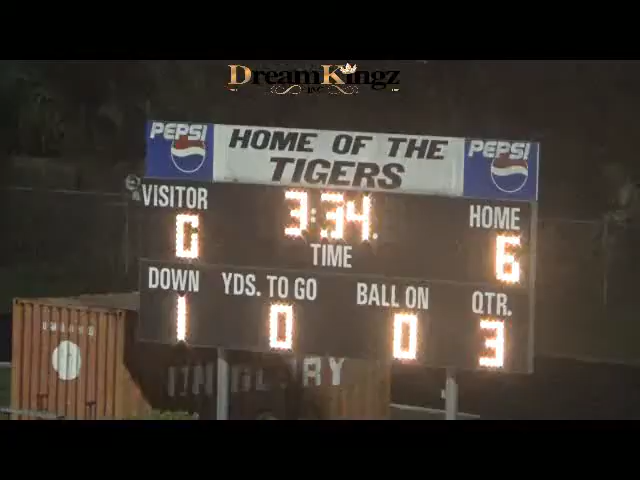 DreamKingz
INC
PEPSI HOME OF THE TIGERS PEPSI
VISITOR 3:34 HOME
0 TIME 6
DOWN YDS. TO GO BALL ON QTR.
1 0 0 3